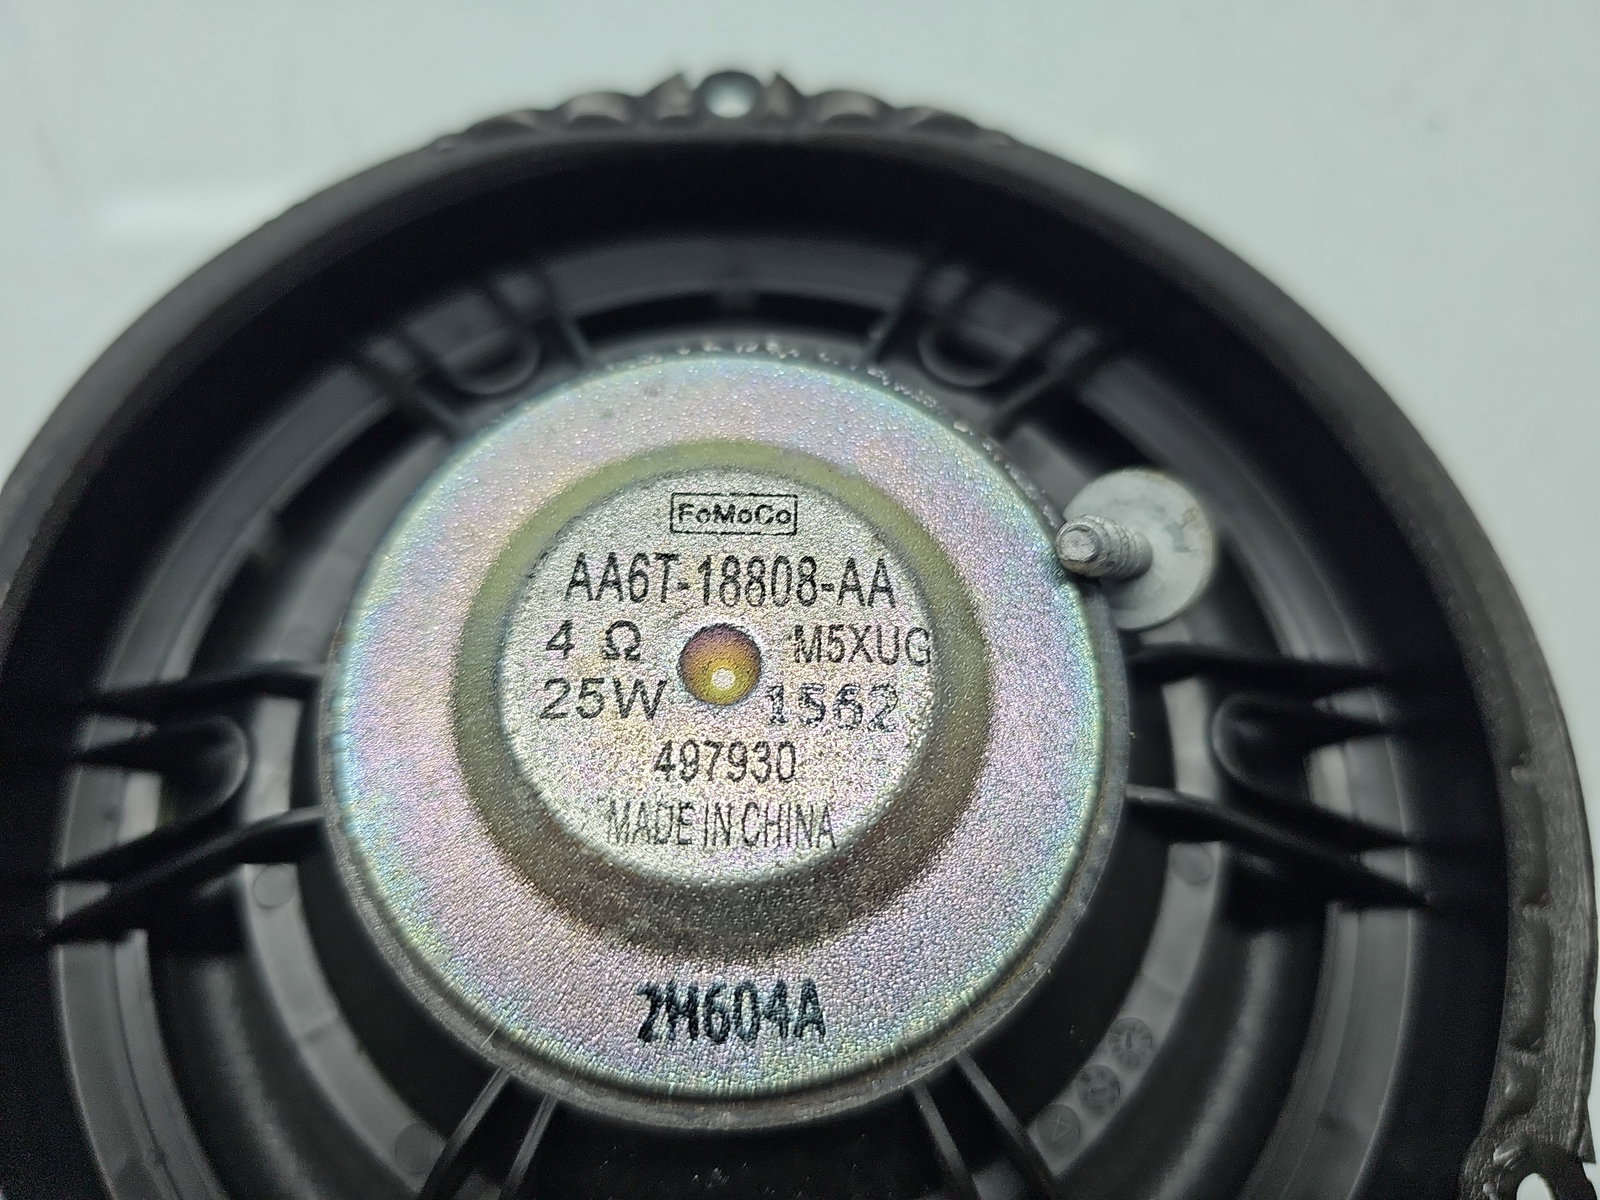 FoMoCo
AA6T-18808-AA
4 Ω M5XUG
25W 1562
497930
MADE IN CHINA
2H604A